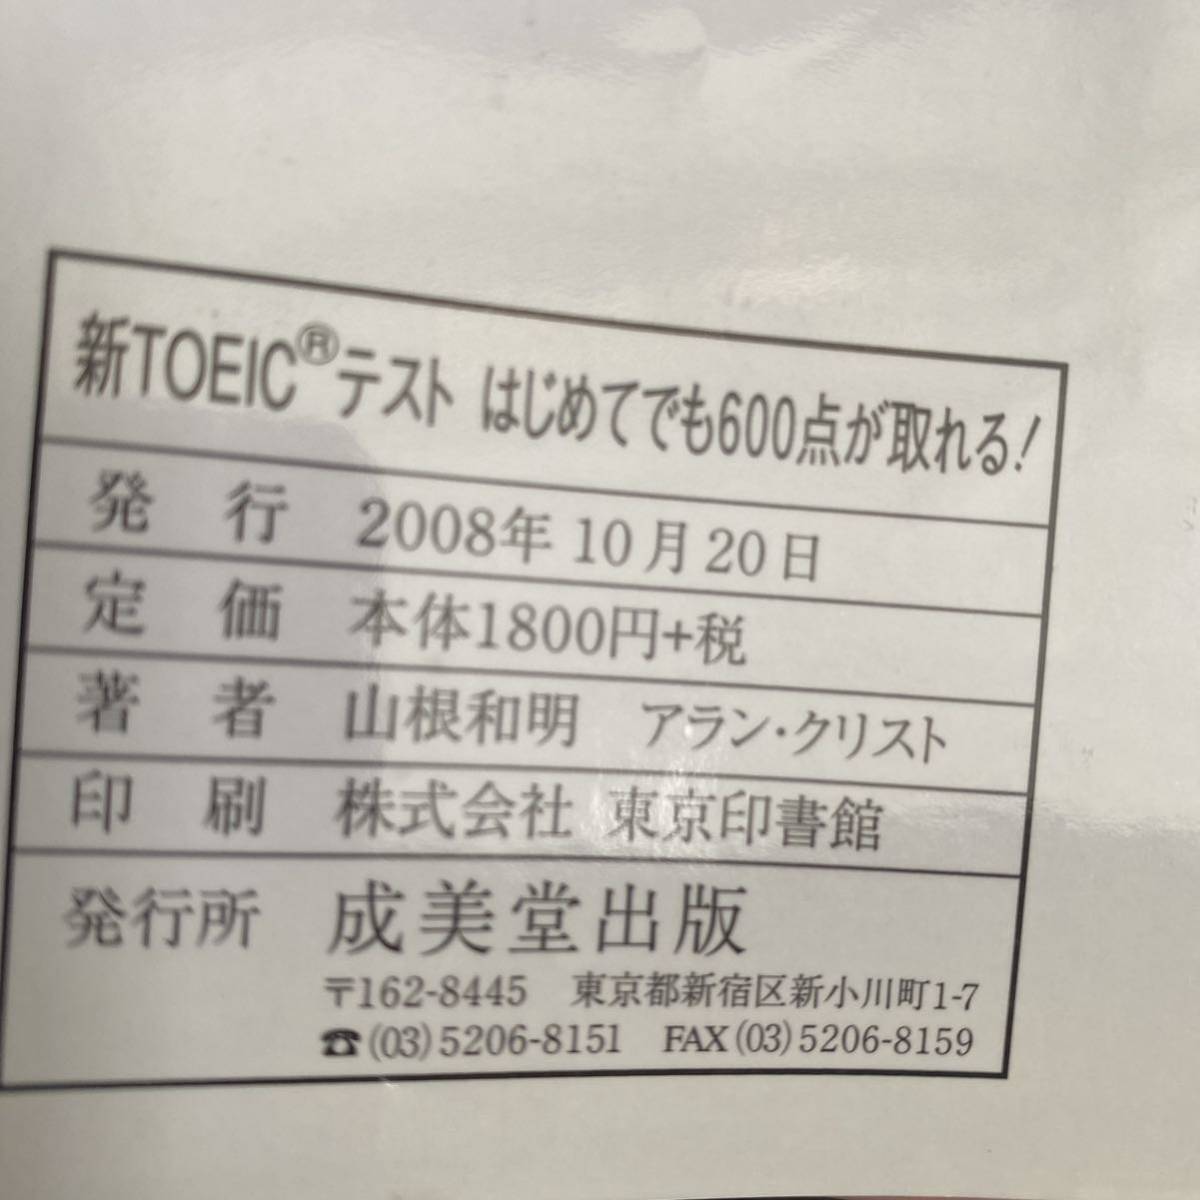 新TOEIC®テスト はじめてでも600点が取れる!
発 行 2008年 10月20日
定 価 本体1800円+税
著 者 山根和明 アラン・クリスト
印 刷 株式会社 東京印書館
発行所 成美堂出版
〒162-8445 東京都新宿区新小川町1-7
☎(03)5206-8151 FAX(03)5206-8159